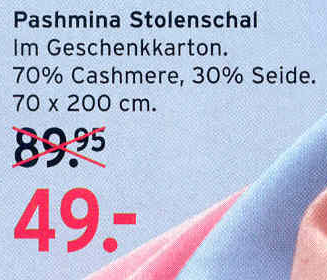 Pashmina Stolenschal
Im Geschenkkarton.
70% Cashmere, 30% Seide.
70 x 200 cm.
89.95
49.-